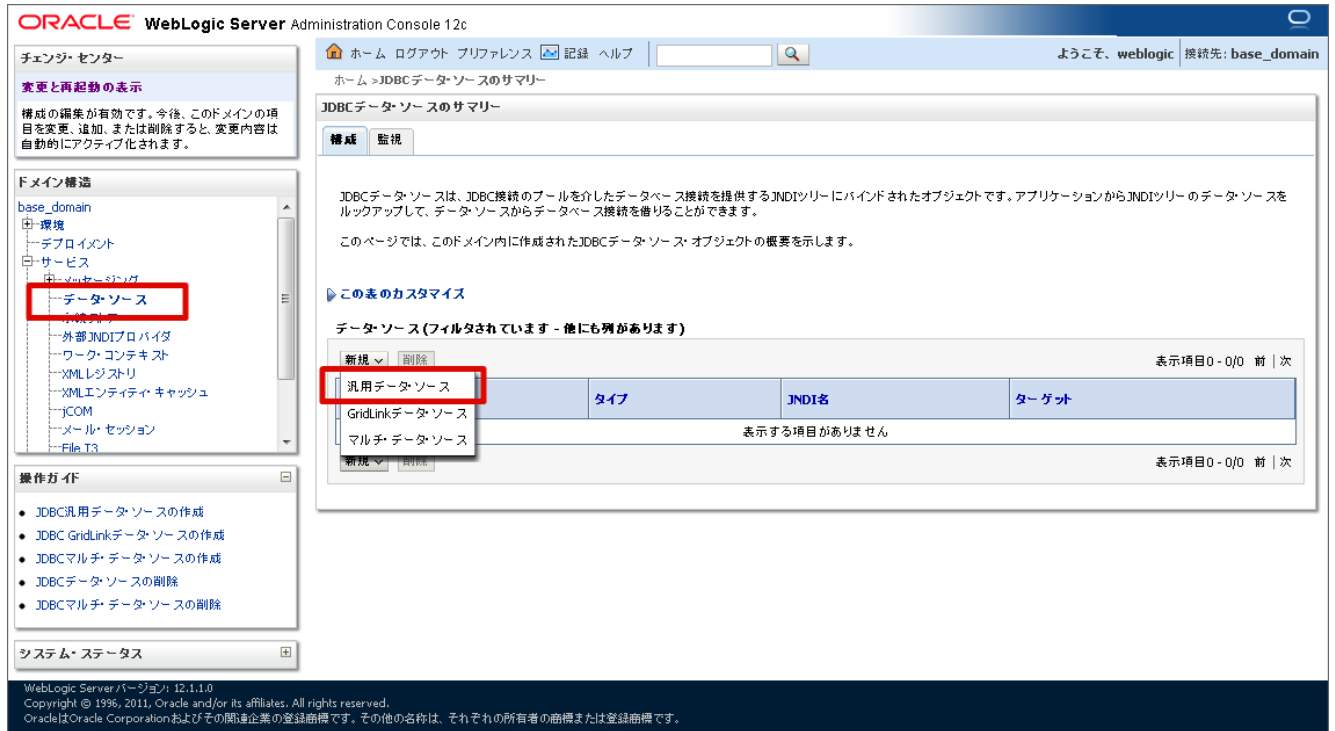 ORACLE WebLogic Server Administration Console 12c
チェンジ・センター
変更と再起動の表示
構成の編集が有効です。今後、このドメインの項
目を変更、追加、または削除すると、変更内容は
自動的にアクティブ化されます。
ドメイン構造
base_domain
環境
デプロイメント
サービス
メッセージング
データ・ソース
外部JNDIプロバイダ
ワーク・コンテキスト
XMLレジストリ
XMLエンティティ・キャッシュ
jCOM
メール・セッション
File T3
操作ガイド
JDBC汎用データ・ソースの作成
JDBC GridLinkデータ・ソースの作成
JDBCマルチ・データ・ソースの作成
JDBCデータ・ソースの削除
JDBCマルチ・データ・ソースの削除
システム・ステータス
ホーム ログアウト プリファレンス 記録 ヘルプ
ようこそ、weblogic 接続先: base_domain
ホーム >JDBCデータ・ソースのサマリー
JDBCデータ・ソースのサマリー
構成 監視
JDBCデータ・ソースは、JDBC接続のプールを介したデータベース接続を提供するJNDIツリーにバインドされたオブジェクトです。アプリケーションからJNDIツリーのデータ・ソースを
ルックアップして、データ・ソースからデータベース接続を借りることができます。
このページでは、このドメイン内に作成されたJDBCデータ・ソース・オブジェクトの概要を示します。
この表のカスタマイズ
データ・ソース(フィルタされています - 他にも列があります)
新規 削除 表示項目0 - 0/0 前 | 次
汎用データ・ソース
GridLinkデータ・ソース
マルチ・データ・ソース
タイプ JNDI名 ターゲット
表示する項目がありません
新規 削除 表示項目0 - 0/0 前 | 次
WebLogic Serverバージョン: 12.1.1.0
Copyright © 1996, 2011, Oracle and/or its affiliates. All rights reserved.
OracleはOracle Corporationおよびその関連企業の登録商標です。その他の名称は、それぞれの所有者の商標または登録商標です。